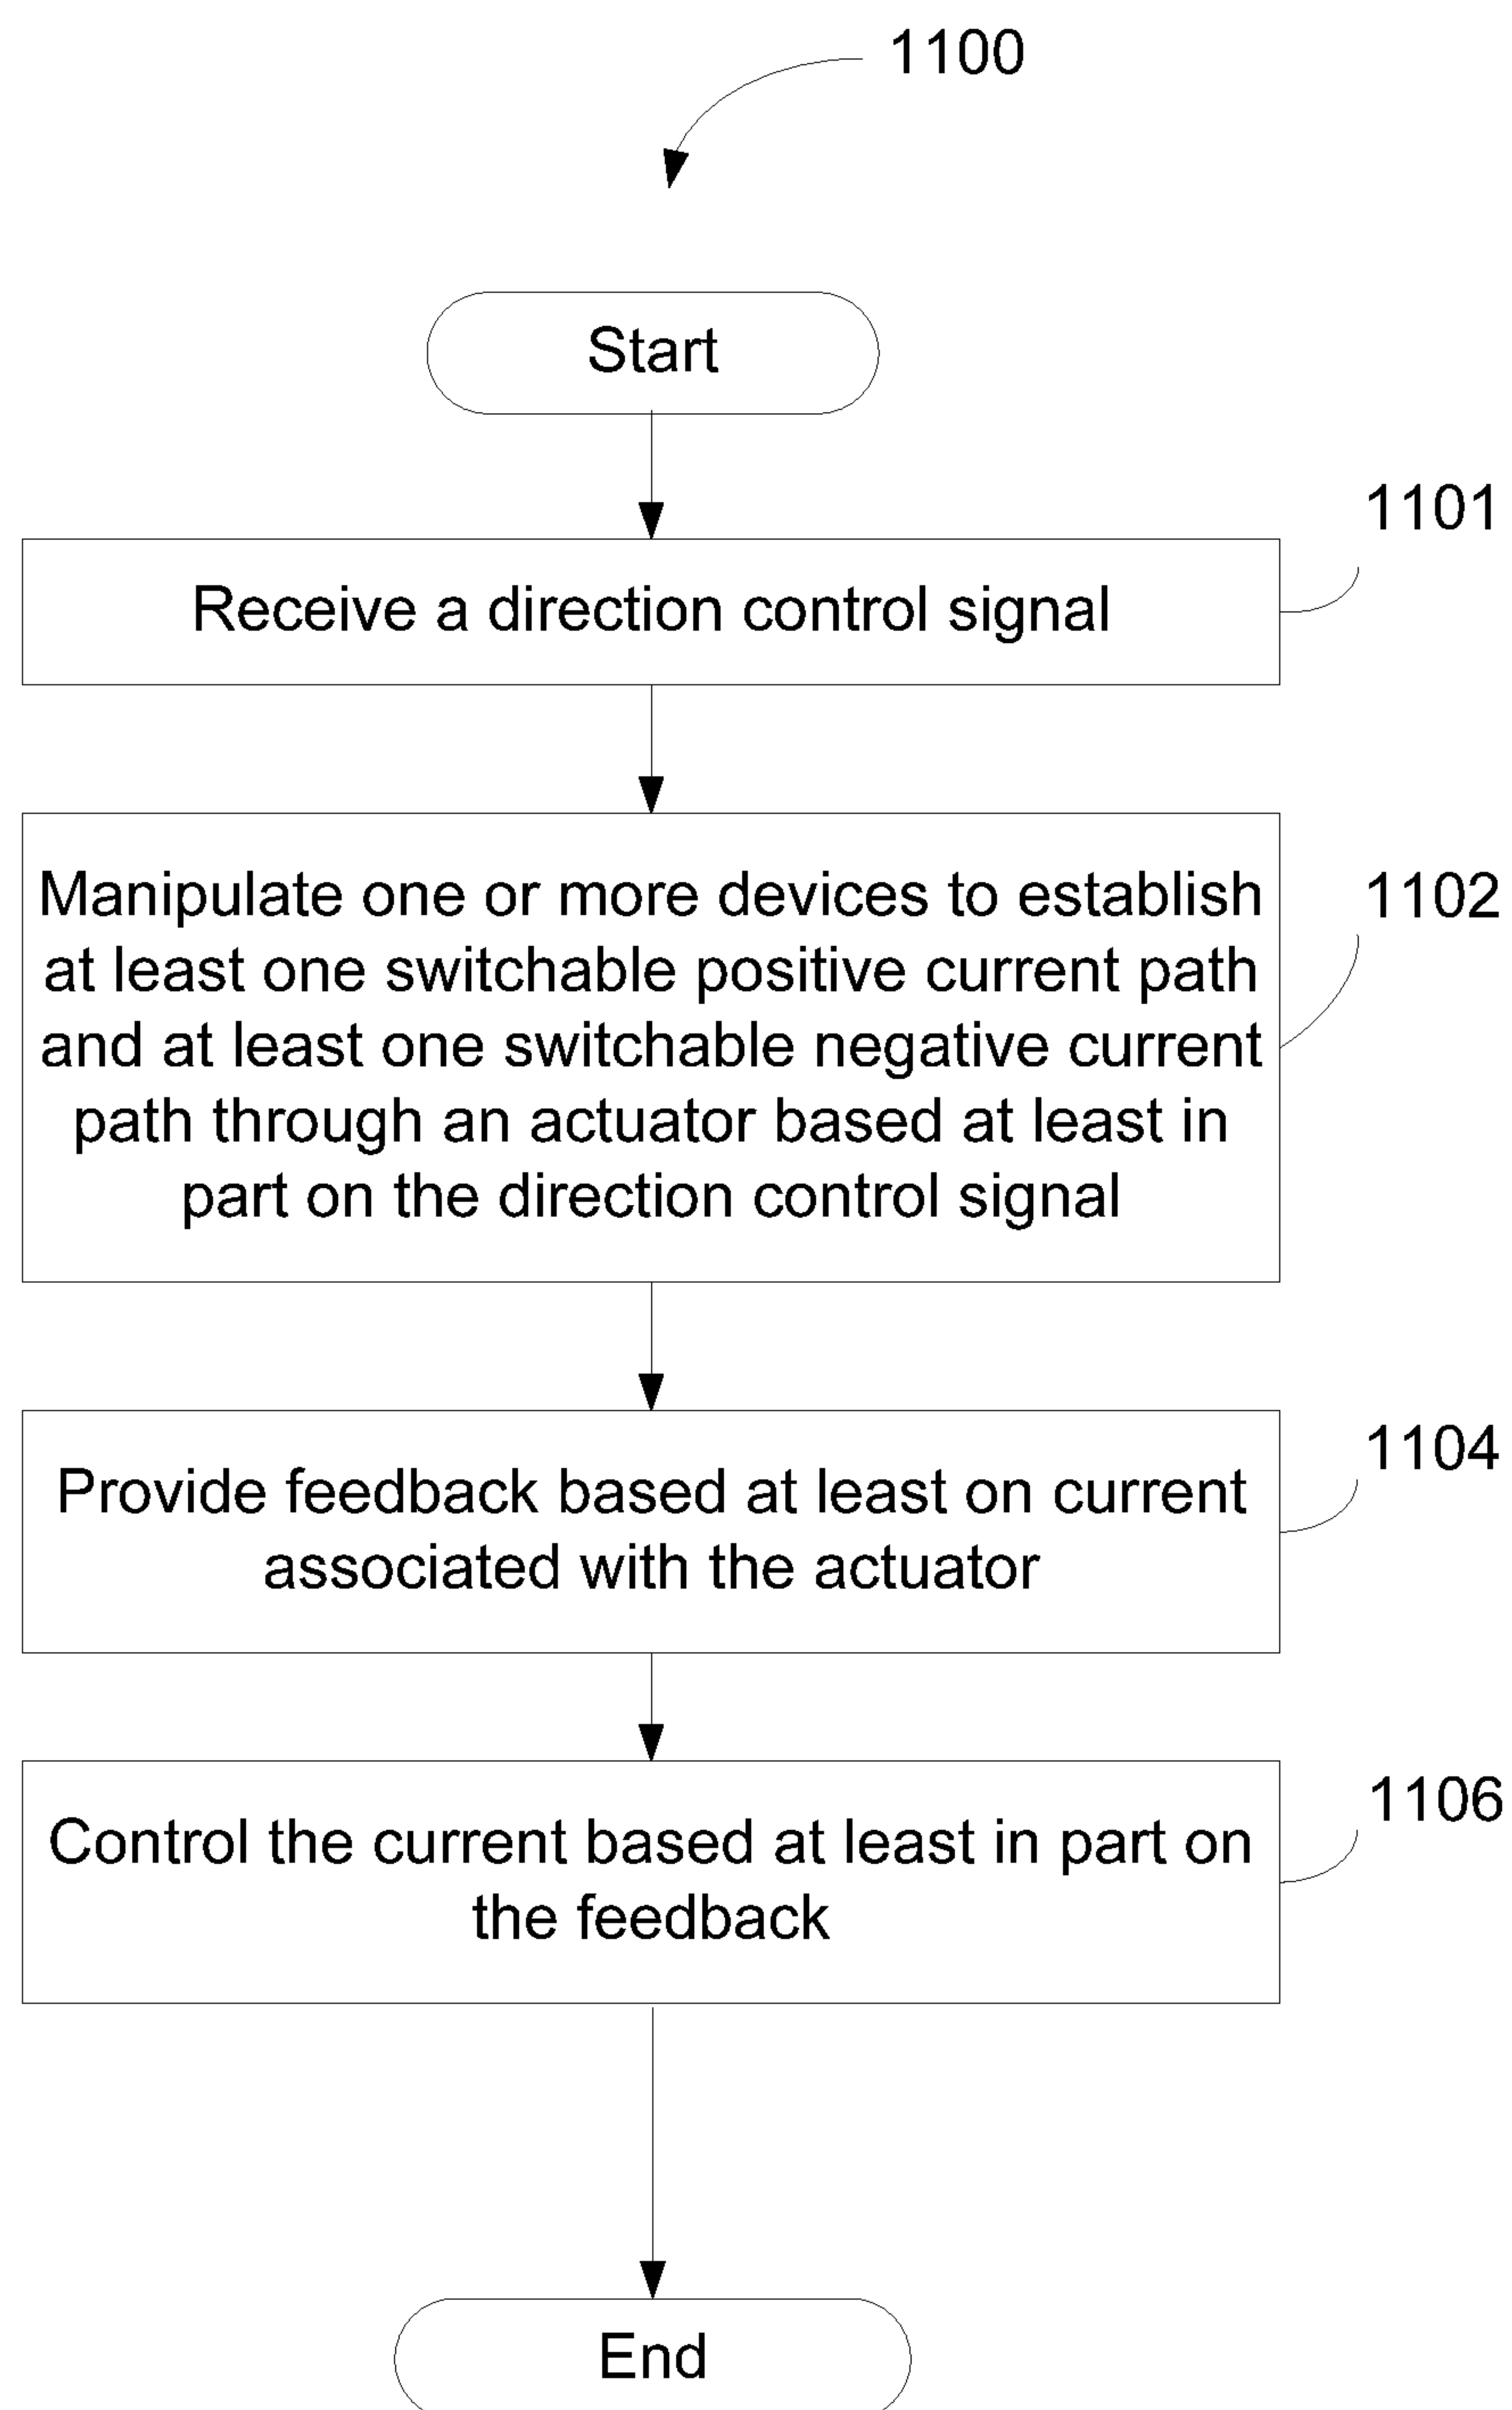 1100
Start
1101
Receive a direction control signal
1102
Manipulate one or more devices to establish
at least one switchable positive current path
and at least one switchable negative current
path through an actuator based at least in
part on the direction control signal
1104
Provide feedback based at least on current
associated with the actuator
1106
Control the current based at least in part on
the feedback
End